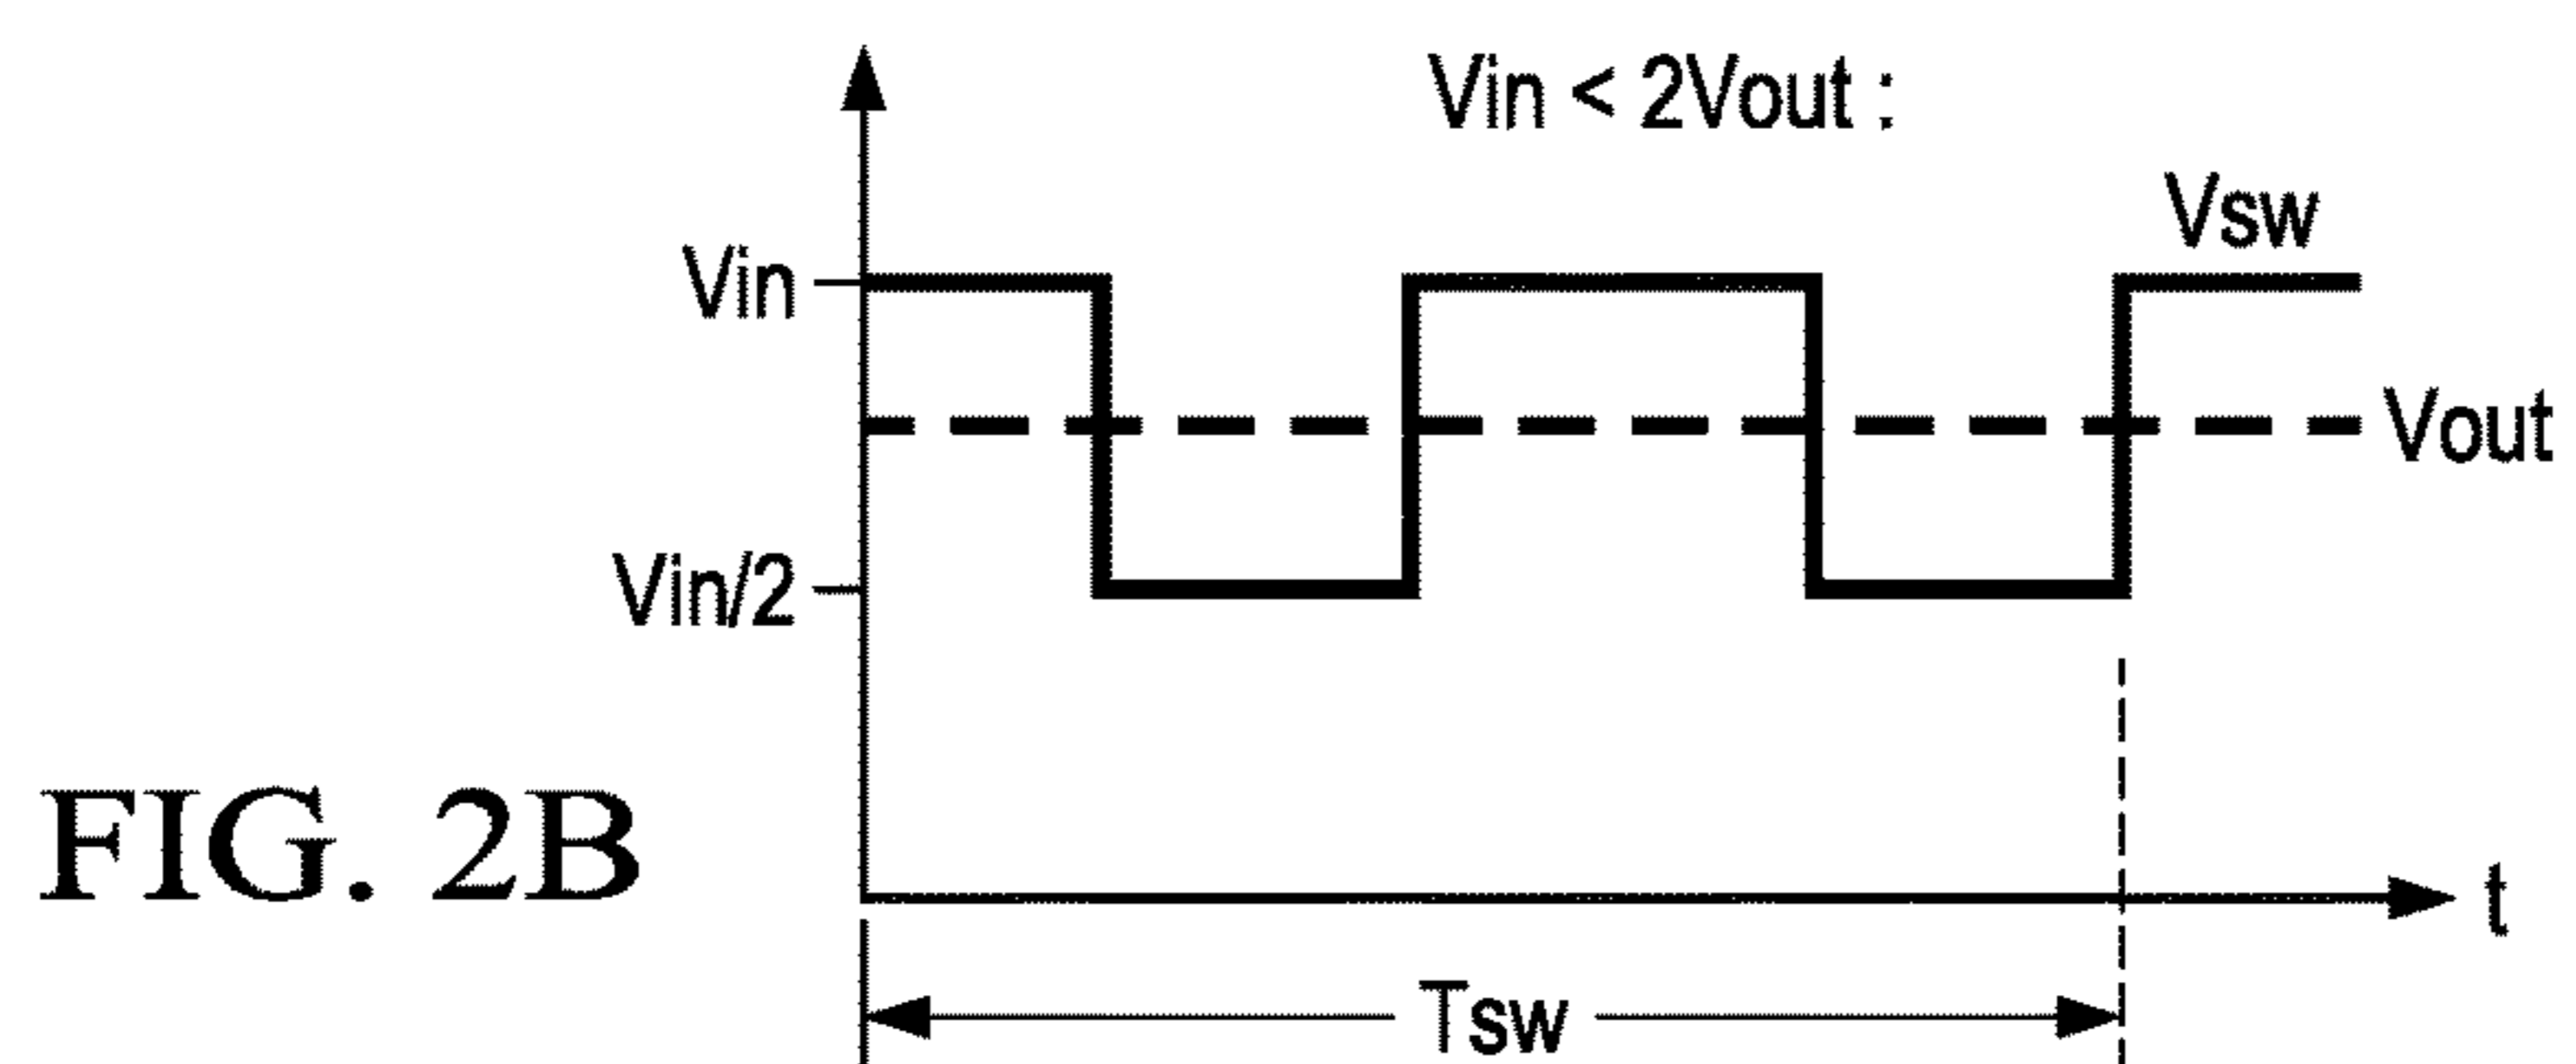 Vin < 2Vout :
Vsw
Vin
Vout
Vin/2
FIG. 2B
t
Tsw